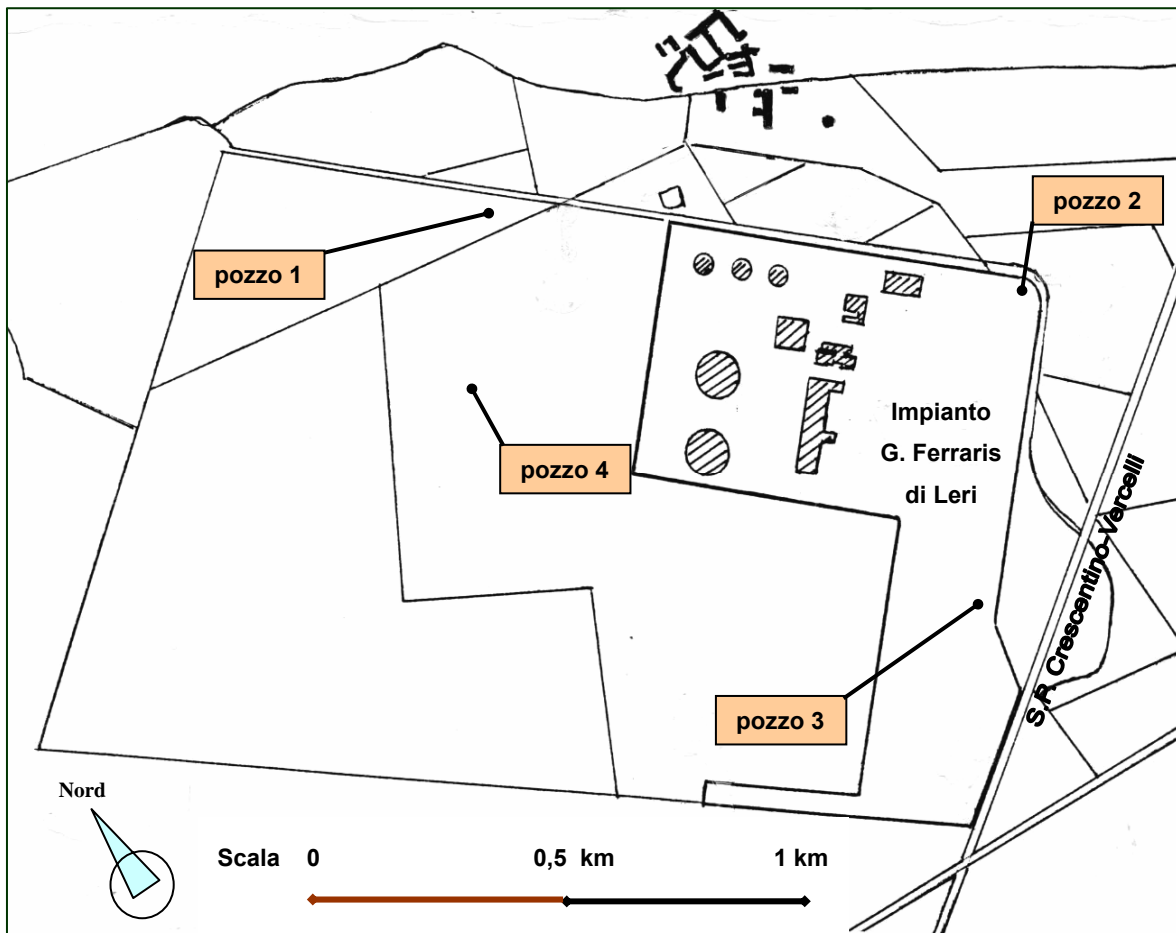 pozzo 2
pozzo 1
Impianto
G. Ferraris
di Leri
pozzo 4
S.P. Crescentino-Vercelli
pozzo 3
Nord
Scala 0 0,5 km 1 km